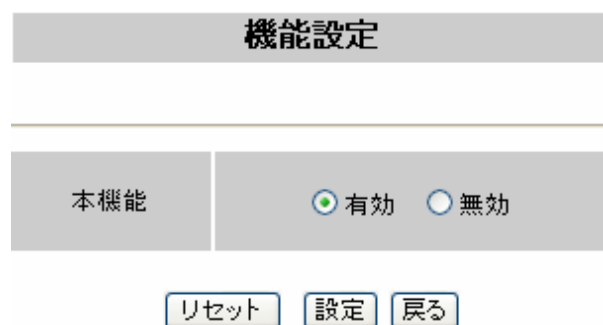 機能設定
本機能 有効 無効
リセット 設定 戻る